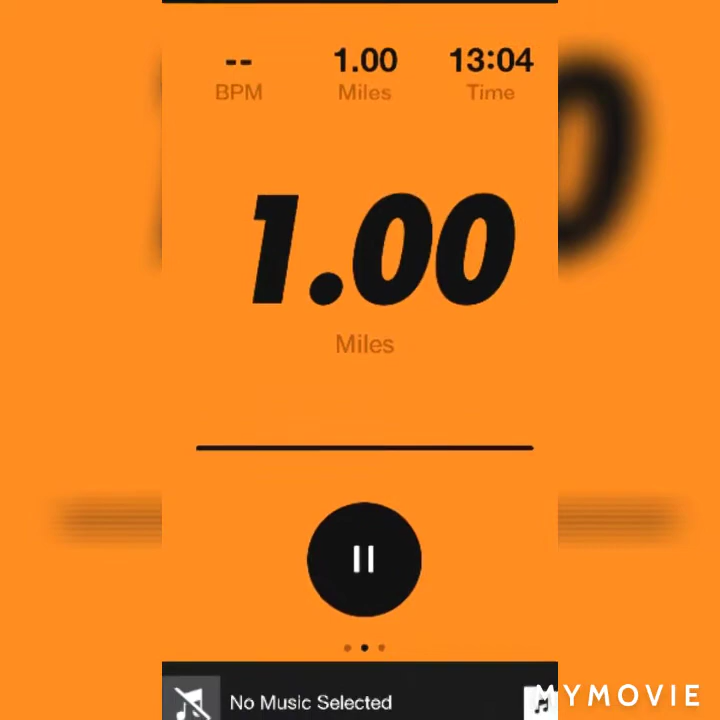 -- 1.00 13:04
BPM Miles Time
1.00
Miles
No Music Selected
MYMOVIE